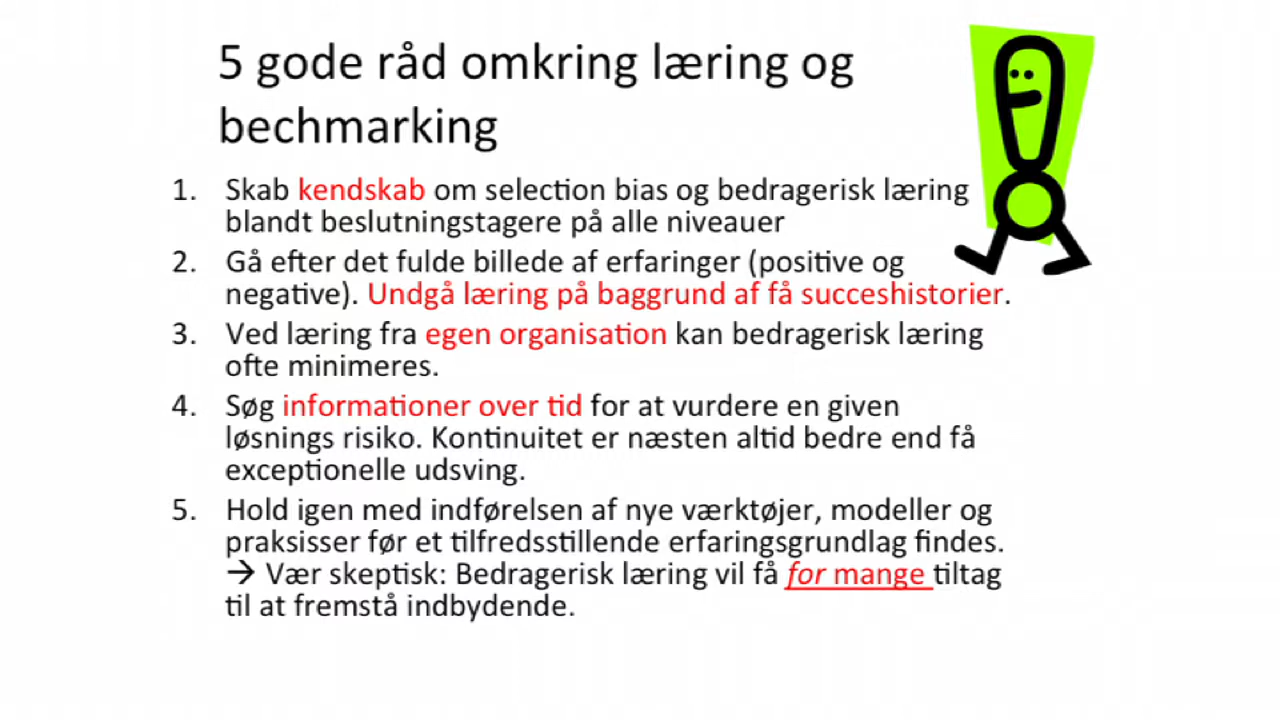 5 gode råd omkring læring og
bechmarking
1. Skab kendskab om selection bias og bedragerisk læring
blandt beslutningstagere på alle niveauer
2. Gå efter det fulde billede af erfaringer (positive og
negative). Undgå læring på baggrund af få succeshistorier.
3. Ved læring fra egen organisation kan bedragerisk læring
ofte minimeres.
4. Søg informationer over tid for at vurdere en given
løsnings risiko. Kontinuitet er næsten altid bedre end få
exceptionelle udsving.
5. Hold igen med indførelsen af nye værktøjer, modeller og
praksisser før et tilfredsstillende erfaringsgrundlag findes.
→ Vær skeptisk: Bedragerisk læring vil få for mange tiltag
til at fremstå indbydende.